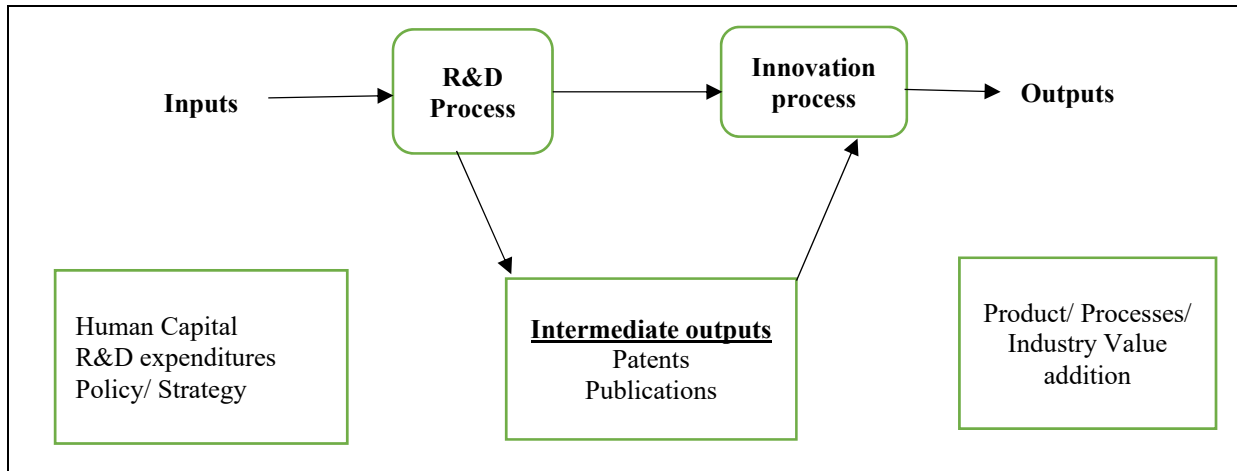 Inputs
R&D
Process
Innovation
process
Outputs
Human Capital
R&D expenditures
Policy/ Strategy
Intermediate outputs
Patents
Publications
Product/ Processes/
Industry Value
addition